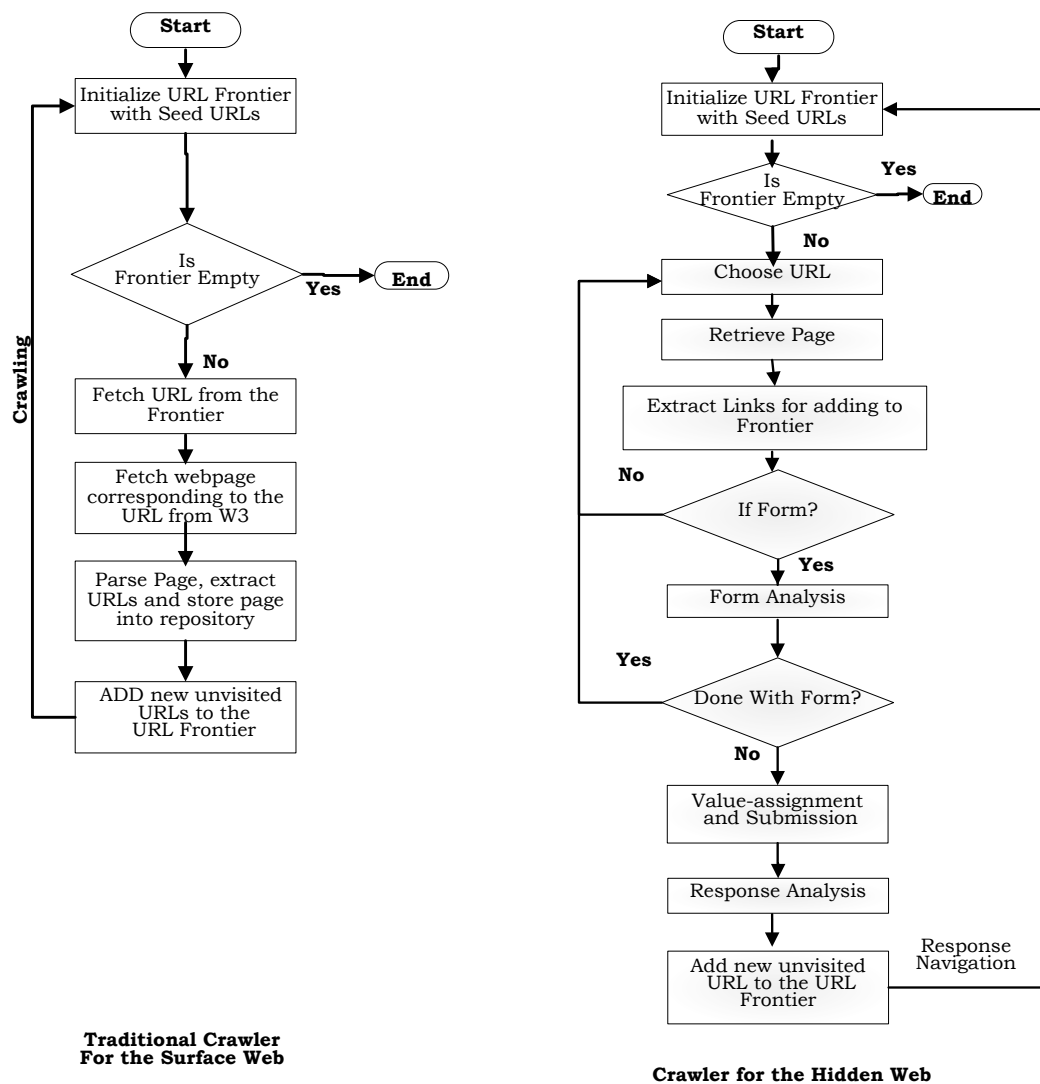 Start
Initialize URL Frontier
with Seed URLs
Is
Frontier Empty
Yes
End
No
Crawling
Fetch URL from the
Frontier
Fetch webpage
corresponding to the
URL from W3
Parse Page, extract
URLs and store page
into repository
ADD new unvisited
URLs to the
URL Frontier
Traditional Crawler
For the Surface Web
Start
Initialize URL Frontier
with Seed URLs
Is
Frontier Empty
Yes
End
No
Choose URL
Retrieve Page
Extract Links for adding to
Frontier
No
If Form?
Yes
Form Analysis
Yes
Done With Form?
No
Value-assignment
and Submission
Response Analysis
Add new unvisited
URL to the URL
Frontier
Response
Navigation
Crawler for the Hidden Web